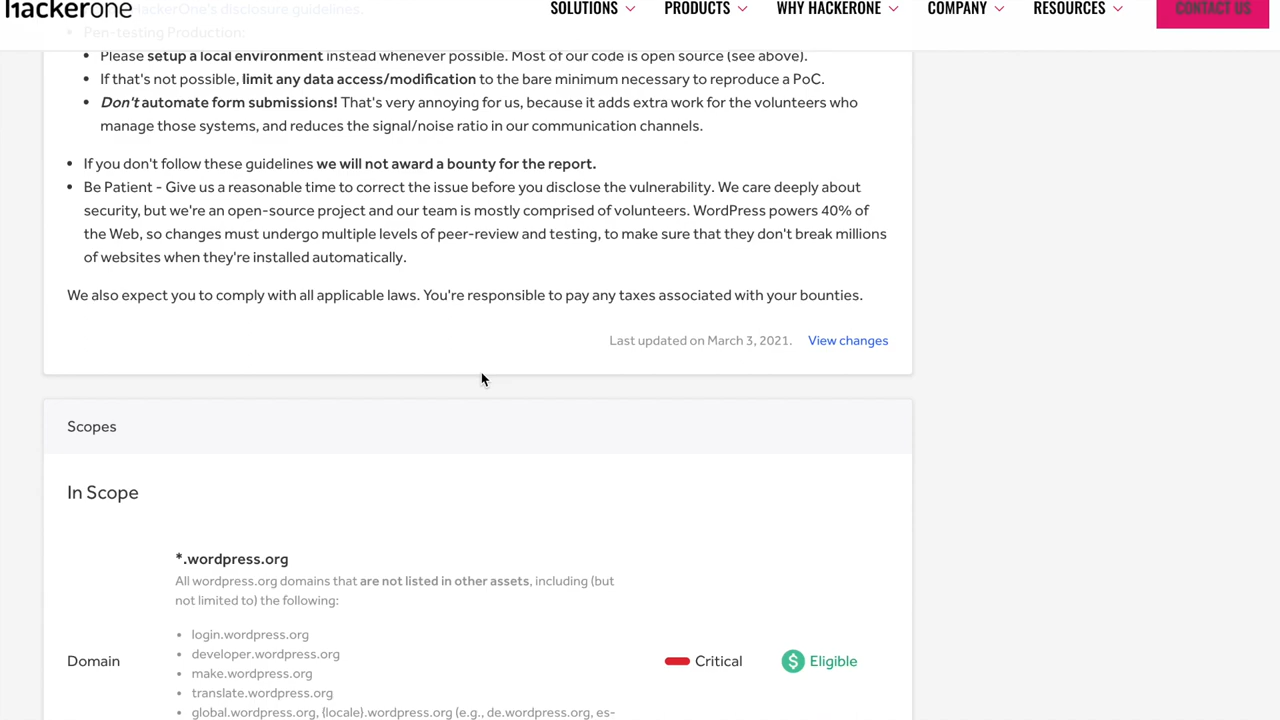 hackerone
SOLUTIONS
PRODUCTS
WHY HACKERONE
COMPANY
RESOURCES
CONTACT US
HackerOne's disclosure guidelines.
• Pen-testing Production:
• Please setup a local environment instead whenever possible. Most of our code is open source (see above).
• If that's not possible, limit any data access/modification to the bare minimum necessary to reproduce a PoC.
• Don't automate form submissions! That's very annoying for us, because it adds extra work for the volunteers who
manage those systems, and reduces the signal/noise ratio in our communication channels.
• If you don't follow these guidelines we will not award a bounty for the report.
• Be Patient - Give us a reasonable time to correct the issue before you disclose the vulnerability. We care deeply about
security, but we're an open-source project and our team is mostly comprised of volunteers. WordPress powers 40% of
the Web, so changes must undergo multiple levels of peer-review and testing, to make sure that they don't break millions
of websites when they're installed automatically.
We also expect you to comply with all applicable laws. You're responsible to pay any taxes associated with your bounties.
Last updated on March 3, 2021. View changes
Scopes
In Scope
*.wordpress.org
All wordpress.org domains that are not listed in other assets, including (but
not limited to) the following:
• login.wordpress.org
• developer.wordpress.org
Domain
Critical
$ Eligible
• make.wordpress.org
• translate.wordpress.org
• global.wordpress.org, {locale}.wordpress.org (e.g., de.wordpress.org, es-